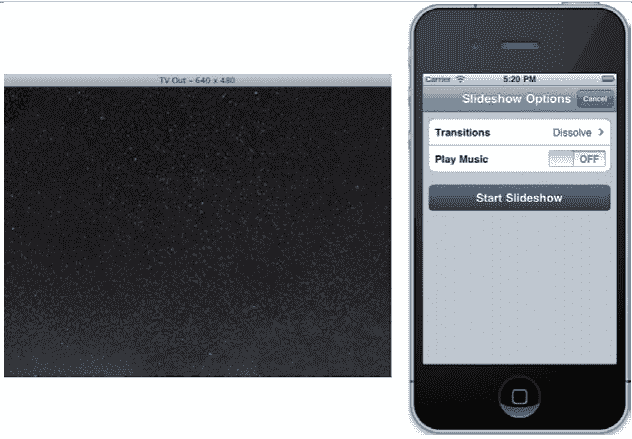 TV Out – 640 x 480
Carrier 5:20 PM
Slideshow Options Cancel
Transitions Dissolve >
Play Music OFF
Start Slideshow